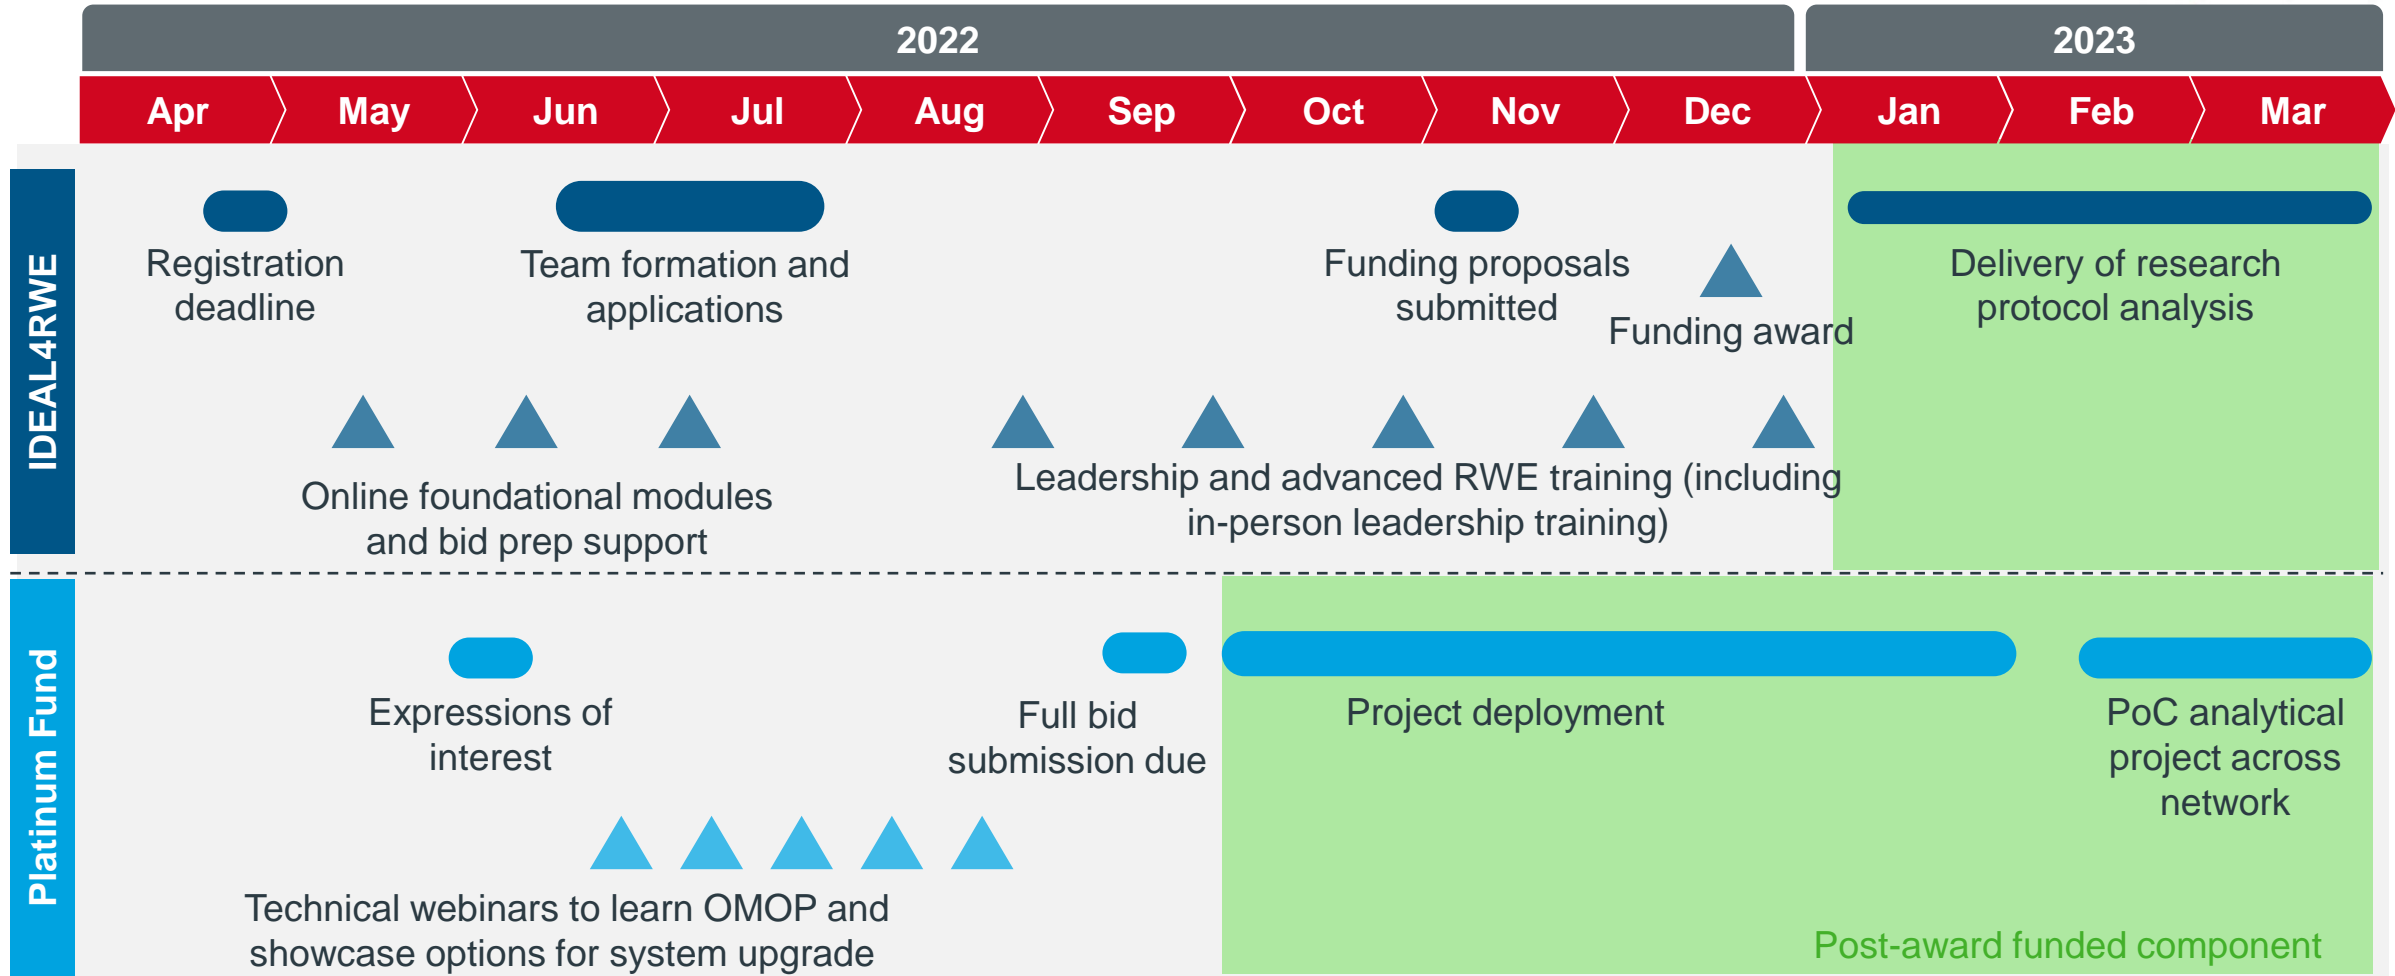 2022
2023
Apr
May
Jun
Jul
Aug
Sep
Oct
Nov
Dec
Jan
Feb
Mar
IDEAL4RWE
Registration
deadline
Team formation and
applications
Funding proposals
submitted
Funding award
Delivery of research
protocol analysis
Online foundational modules
and bid prep support
Leadership and advanced RWE training (including
in-person leadership training)
Platinum Fund
Expressions of
interest
Full bid
submission due
Project deployment
PoC analytical
project across
network
Technical webinars to learn OMOP and
showcase options for system upgrade
Post-award funded component